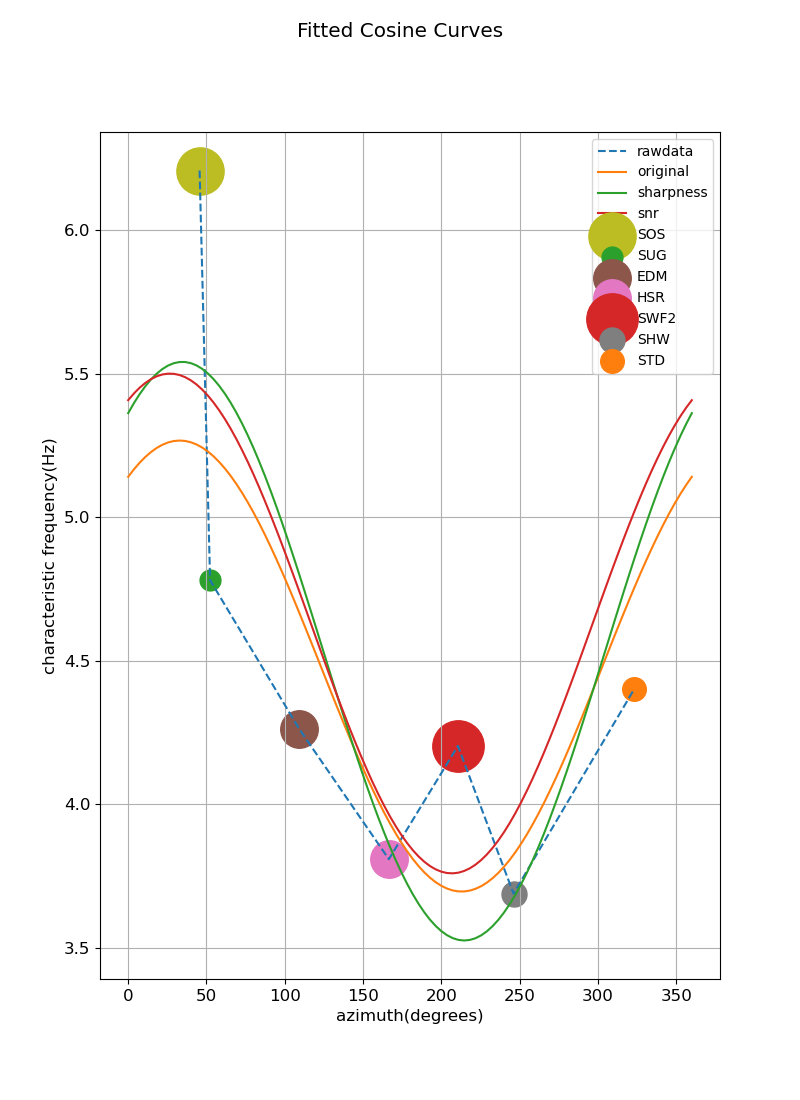 Fitted Cosine Curves
rawdata
original
sharpness
snr
SOS
SUG
EDM
HSR
SWF2
SHW
STD
characteristic frequency(Hz)
6.0
5.5
5.0
4.5
4.0
3.5
0 50 100 150 200 250 300 350
azimuth(degrees)